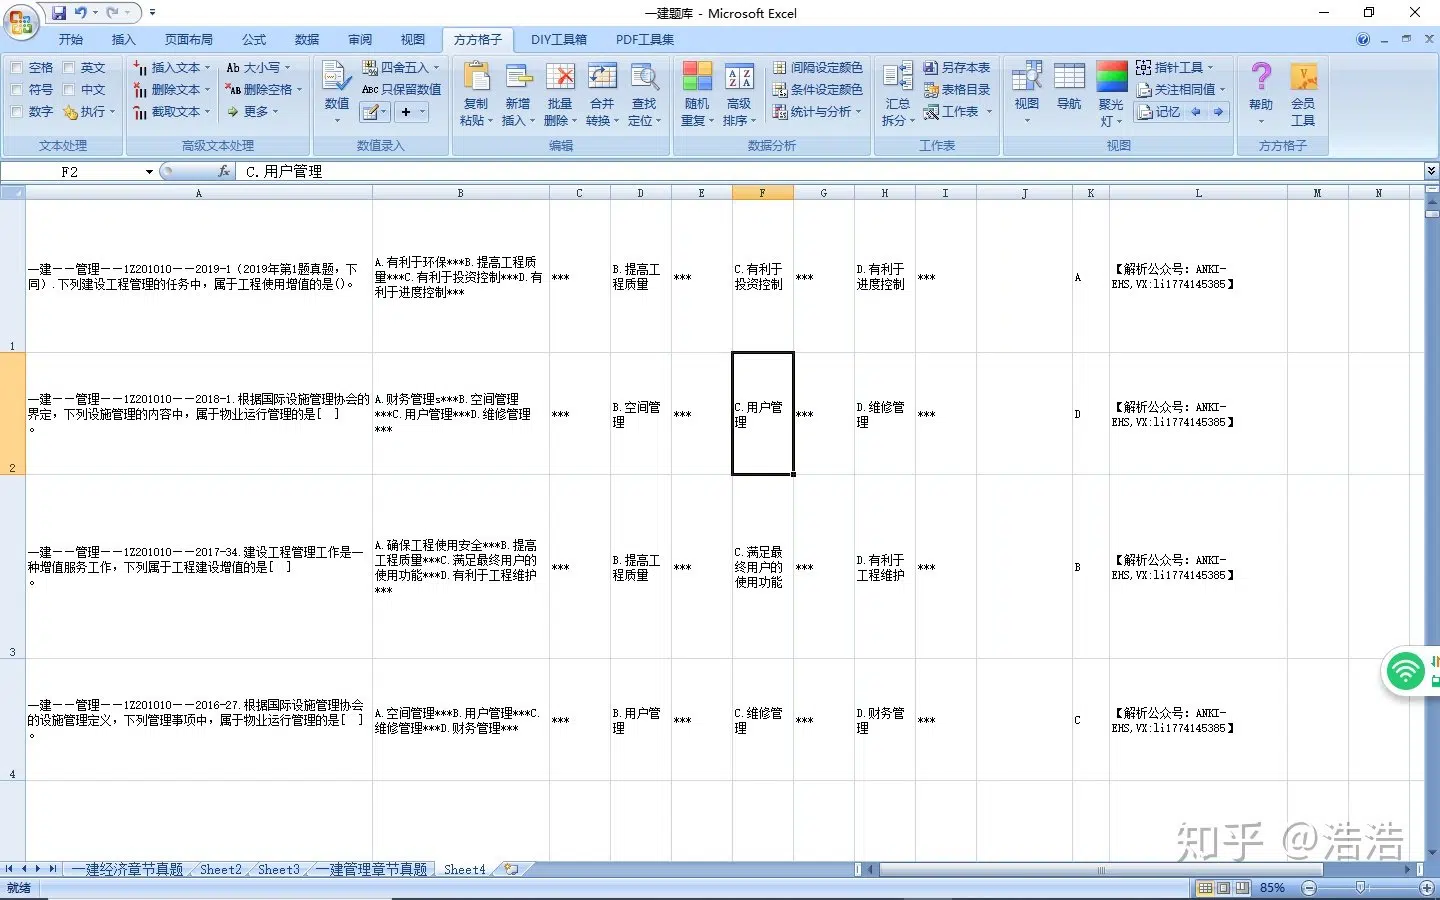 一建题库 - Microsoft Excel
开始 插入 页面布局 公式 数据 审阅 视图 方方格子 DIY工具箱 PDF工具集
空格 英文 插入文本 Ab 大小写 四舍五入 间隔设定颜色 另存本表 指针工具
符号 中文 删除文本 AB 删除空格 ABC 只保留数值 条件设定颜色 表格目录 关注相同值
数字 执行 截取文本 更多 统计与分析 工作表 记忆
数值 复制粘贴 新增插入 批量删除 合并转换 查找定位 随机重复 高级排序 汇总拆分 视图 导航 聚光灯 帮助 会员工具
文本处理 高级文本处理 数值录入 编辑 数据分析 工作表 视图 方方格子
F2 fx C.用户管理
A B C D E F G H I J K L M N
一建——管理——1Z201010——2019-1（2019年第1题真题，下
同）.下列建设工程管理的任务中，属于工程使用增值的是()。
A.有利于环保***B.提高工程质
量***C.有利于投资控制***D.有
利于进度控制***
***
B.提高工
程质量
***
C.有利于
投资控制
***
D.有利于
进度控制
***
A
【解析公众号：ANKI-
EHS,VX:li1774145385】
1
一建——管理——1Z201010——2018-1.根据国际设施管理协会的
界定，下列设施管理的内容中，属于物业运行管理的是[ ]
。
A.财务管理s***B.空间管理
***C.用户管理***D.维修管理
***
***
B.空间管
理
***
C.用户管
理
***
D.维修管
理
***
D
【解析公众号：ANKI-
EHS,VX:li1774145385】
2
一建——管理——1Z201010——2017-34.建设工程管理工作是一
种增值服务工作，下列属于工程建设增值的是[ ]
。
A.确保工程使用安全***B.提高
工程质量***C.满足最终用户的
使用功能***D.有利于工程维护
***
***
B.提高工
程质量
***
C.满足最
终用户的
使用功能
***
D.有利于
工程维护
***
B
【解析公众号：ANKI-
EHS,VX:li1774145385】
3
一建——管理——1Z201010——2016-27.根据国际设施管理协会
的设施管理定义，下列管理事项中，属于物业运行管理的是[ ]
。
A.空间管理***B.用户管理***C.
维修管理***D.财务管理***
***
B.用户管
理
***
C.维修管
理
***
D.财务管
理
***
C
【解析公众号：ANKI-
EHS,VX:li1774145385】
4
知乎 @浩浩
一建经济章节真题 Sheet2 Sheet3 一建管理章节真题 Sheet4
就绪 85%